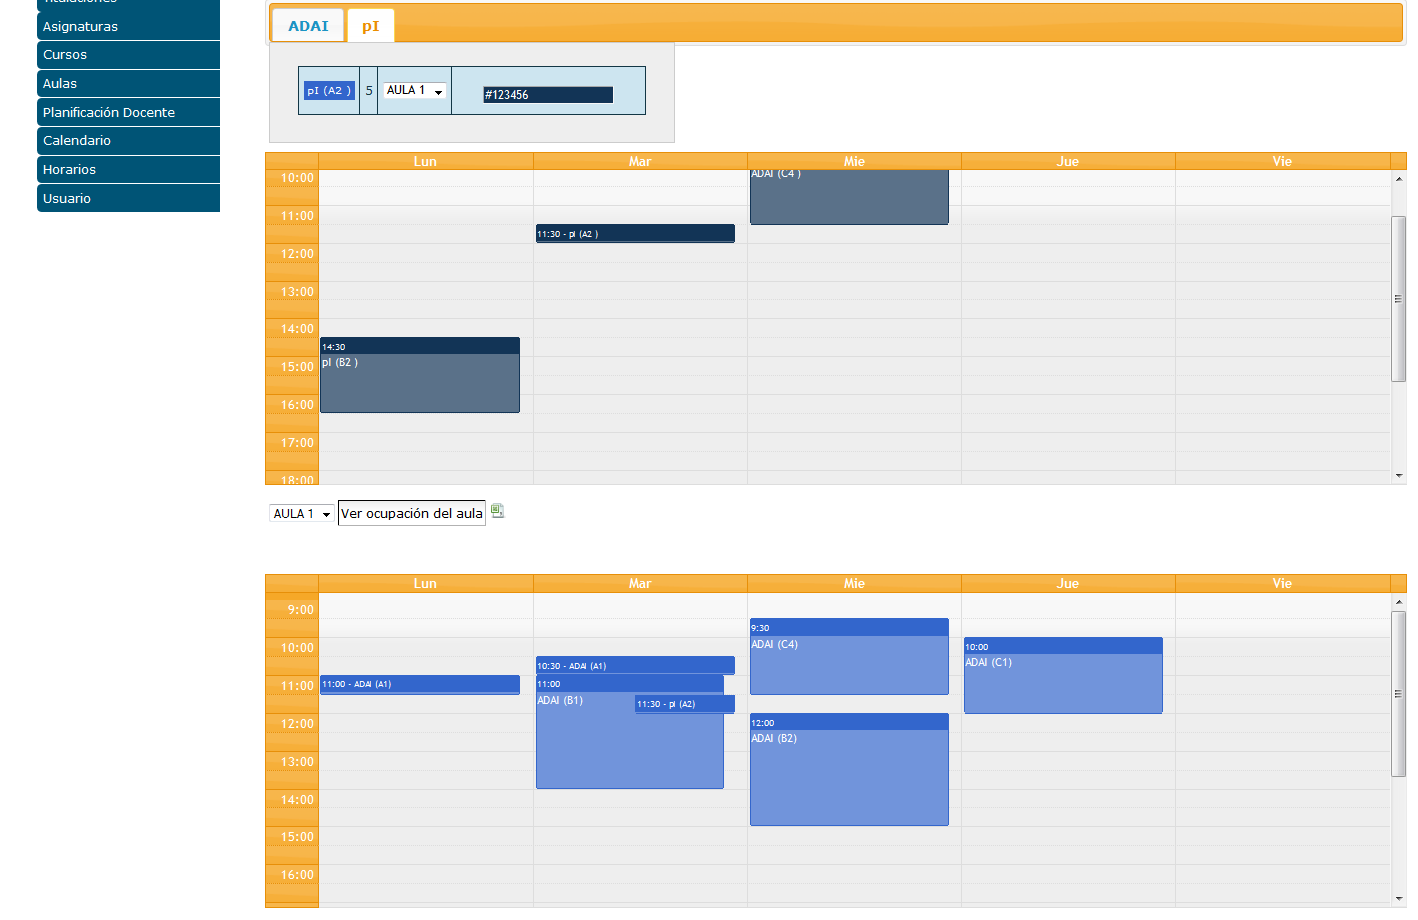 Titulaciones
Asignaturas
Cursos
Aulas
Planificación Docente
Calendario
Horarios
Usuario
ADAI pI
pI (A2 ) 5 AULA 1 #123456
Lun Mar Mie Jue Vie
10:00
ADAI (C4 )
11:00
11:30 - pI (A2 )
12:00
13:00
14:00
14:30
pI (B2 )
15:00
16:00
17:00
18:00
AULA 1 Ver ocupación del aula
Lun Mar Mie Jue Vie
9:00
9:30
ADAI (C4)
10:00
10:00
ADAI (C1)
10:30 - ADAI (A1)
11:00
11:00 - ADAI (A1)
11:00
ADAI (B1)
11:30 - pI (A2)
12:00
12:00
ADAI (B2)
13:00
14:00
15:00
16:00